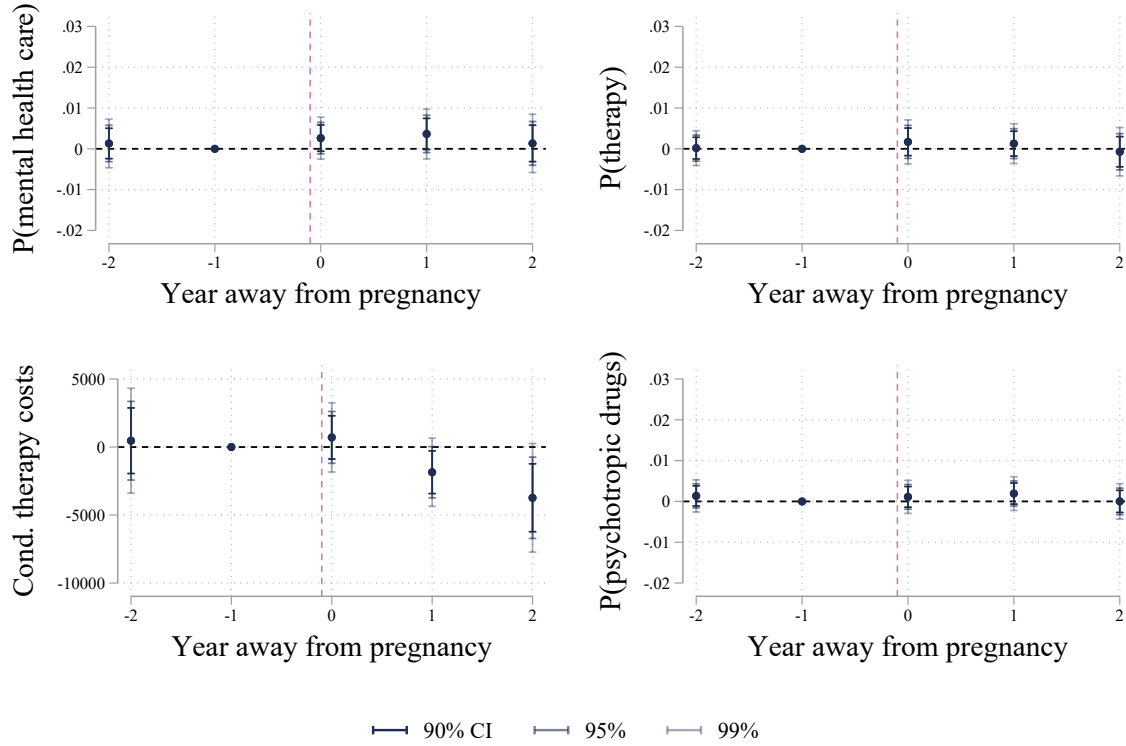 P(mental health care)
.03
.02
.01
0
-.01
-.02
-2 -1 0 1 2
Year away from pregnancy
P(therapy)
.03
.02
.01
0
-.01
-.02
-2 -1 0 1 2
Year away from pregnancy
Cond. therapy costs
5000
0
-5000
-10000
-2 -1 0 1 2
Year away from pregnancy
P(psychotropic drugs)
.03
.02
.01
0
-.01
-.02
-2 -1 0 1 2
Year away from pregnancy
90% CI 95% 99%